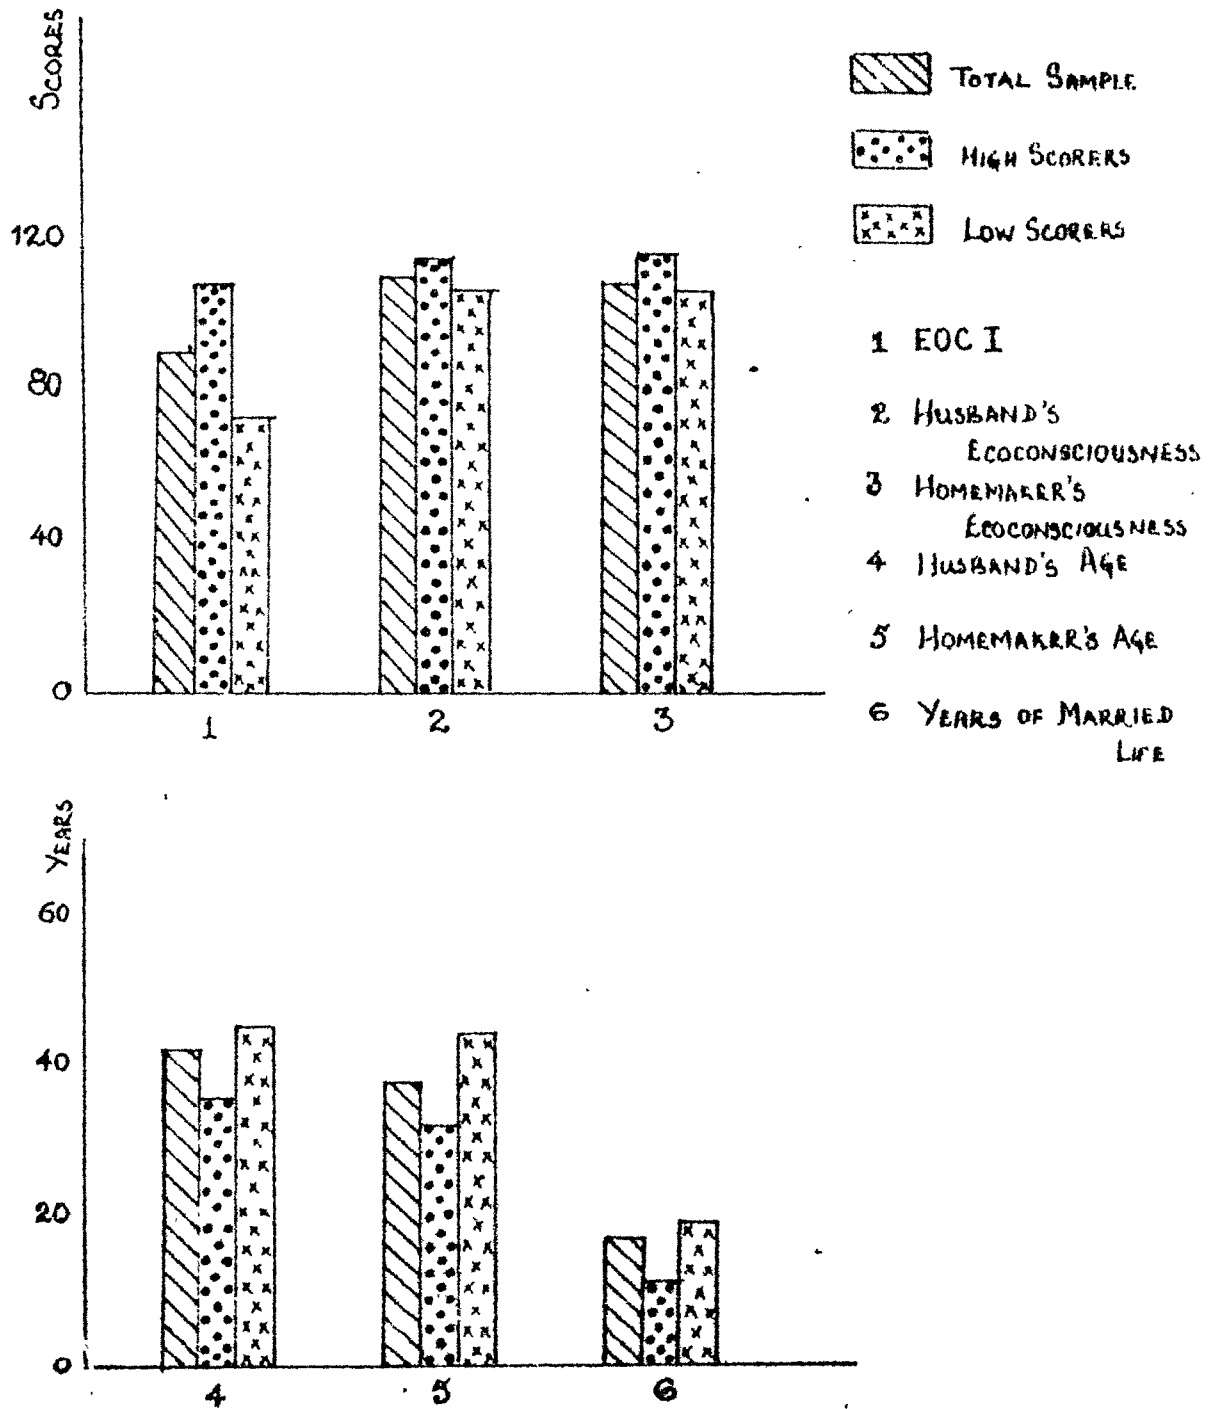 SCORES
120
80
40
0
1 2 3
TOTAL SAMPLE
HIGH SCORERS
LOW SCORERS
1 EOC I
2 HUSBAND'S
ECOCONSCIOUSNESS
3 HOMEMAKER'S
ECOCONSCIOUSNESS
4 HUSBAND'S AGE
5 HOMEMAKER'S AGE
6 YEARS OF MARRIED
LIFE
YEARS
60
40
20
0
4 5 6